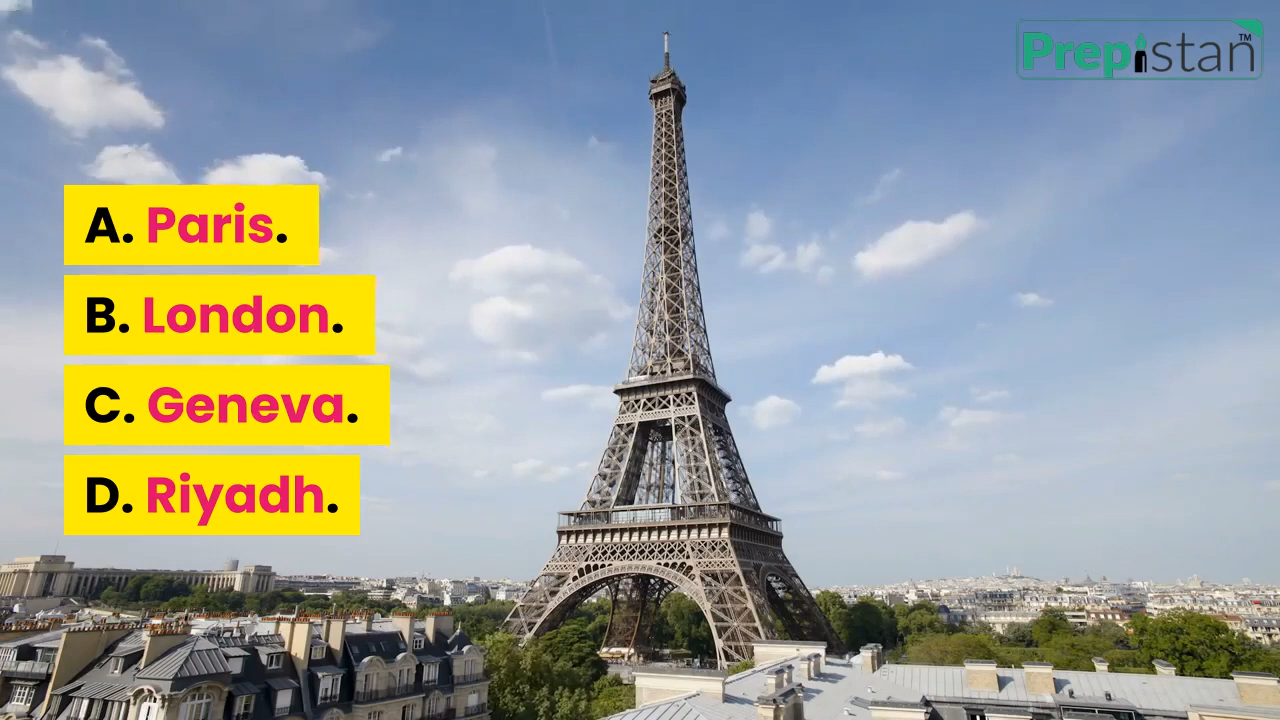 Prepistan™
A. Paris.
B. London.
C. Geneva.
D. Riyadh.